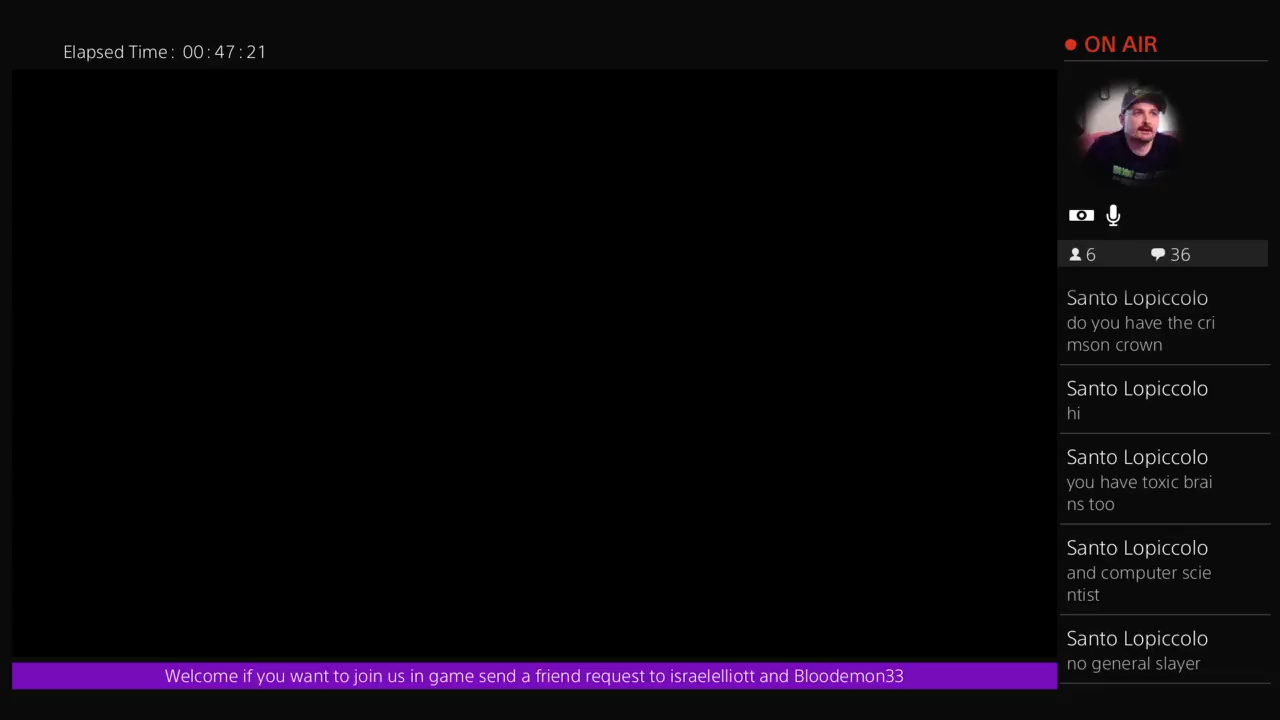 Elapsed Time: 00:47:21
ON AIR
6 36
Santo Lopiccolo
do you have the cri
mson crown
Santo Lopiccolo
hi
Santo Lopiccolo
you have toxic brai
ns too
Santo Lopiccolo
and computer scie
ntist
Santo Lopiccolo
no general slayer
Welcome if you want to join us in game send a friend request to israelelliott and Bloodemon33